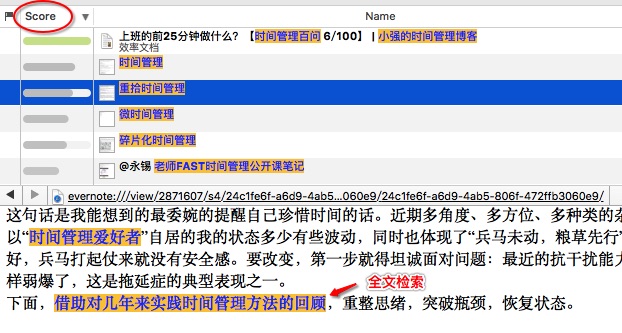 Score
Name
上班的前25分钟做什么？【时间管理百问 6/100】 | 小强的时间管理博客
效率文档
时间管理
重拾时间管理
微时间管理
碎片化时间管理
@永锡 老师FAST时间管理公开课笔记
evernote:///view/2871607/s4/24c1fe6f-a6d9-4ab5...060e9/24c1fe6f-a6d9-4ab5-806f-472ffb3060e9/
这句话是我能想到的最委婉的提醒自己珍惜时间的话。近期多角度、多方位、多种类的
以“时间管理爱好者”自居的我的状态多少有些波动，同时也体现了“兵马未动，粮草先行”
好，兵马打起仗来就没有安全感。要改变，第一步就得坦诚面对问题：最近的抗干扰能
样弱爆了，这是拖延症的典型表现之一。
全文检索
下面，借助对几年来实践时间管理方法的回顾，重整思绪，突破瓶颈，恢复状态。